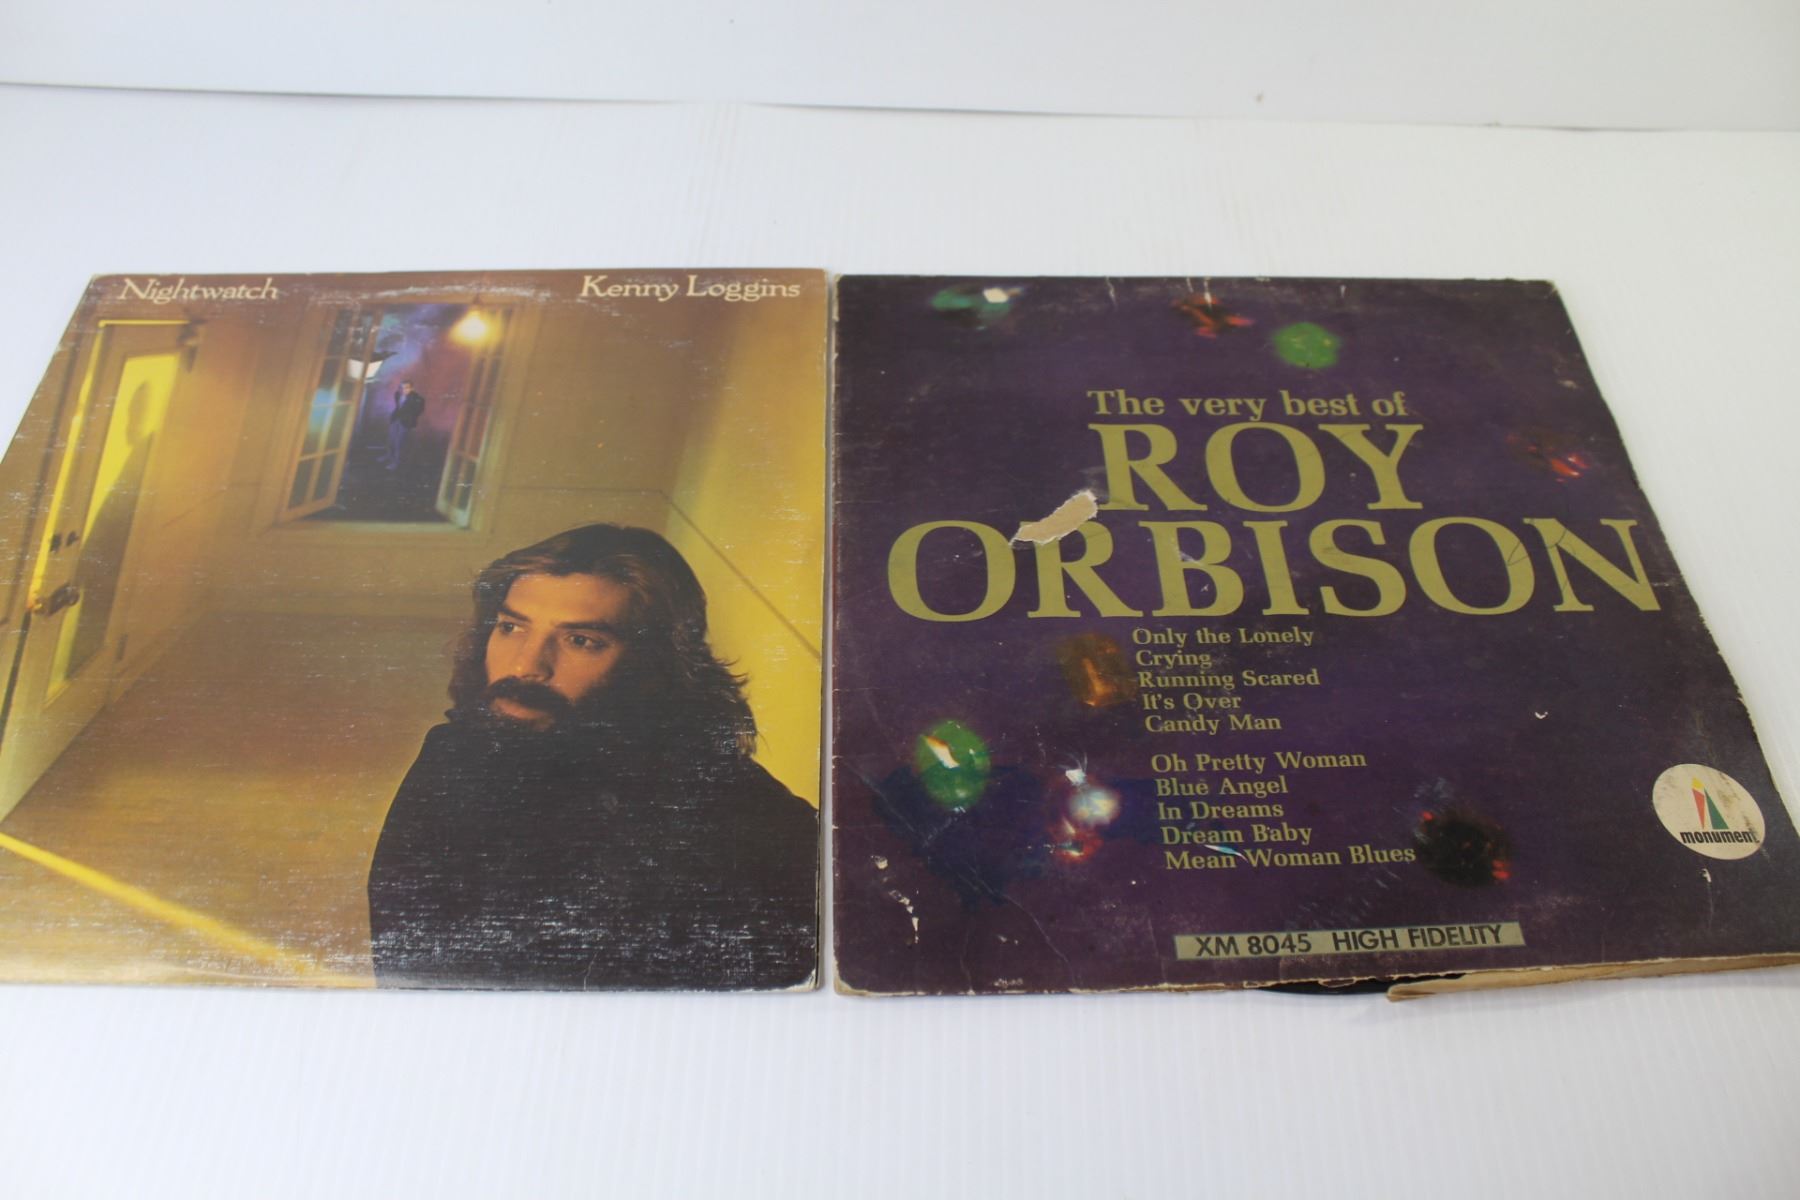 Nightwatch
Kenny Loggins
The very best of
ROY
ORBISON
Only the Lonely
Crying
Running Scared
It's Over
Candy Man
Oh Pretty Woman
Blue Angel
In Dreams
Dream Baby
Mean Woman Blues
monument
XM 8045 HIGH FIDELITY